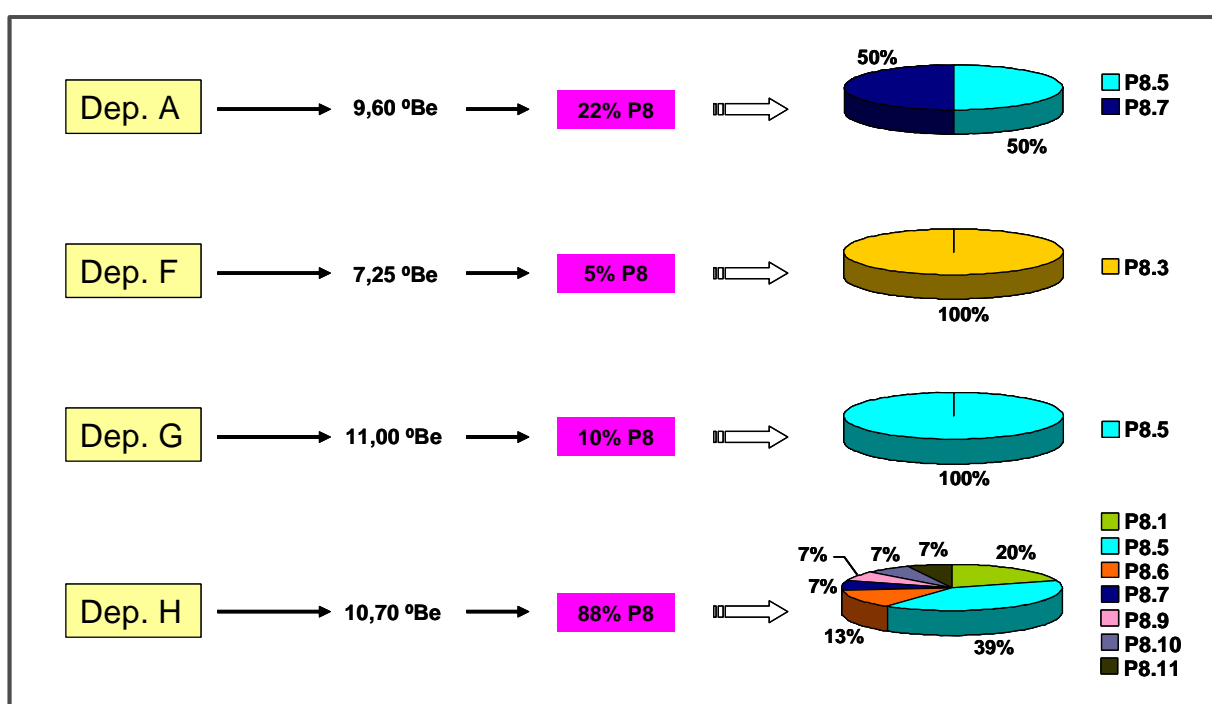 50%
Dep. A 9,60 ºBe 22% P8
P8.5
P8.7
50%
Dep. F 7,25 ºBe 5% P8
P8.3
100%
Dep. G 11,00 ºBe 10% P8
P8.5
100%
P8.1
P8.5
P8.6
P8.7
P8.9
P8.10
P8.11
7% 7% 7% 20%
7%
Dep. H 10,70 ºBe 88% P8
13% 39%